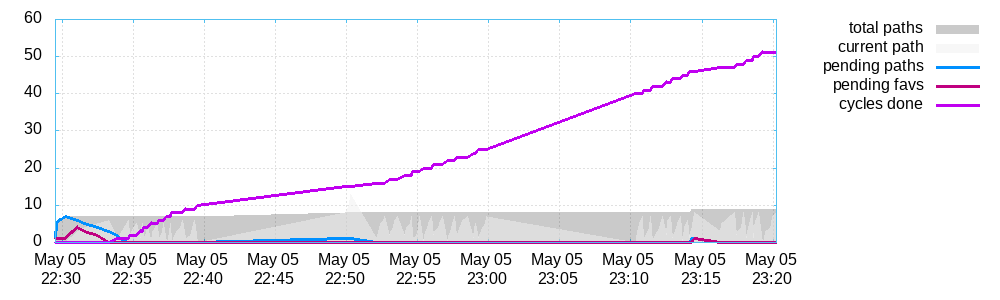 60
50
40
30
20
10
0
May 05 May 05 May 05 May 05 May 05 May 05 May 05 May 05 May 05 May 05 May 05
22:30 22:35 22:40 22:45 22:50 22:55 23:00 23:05 23:10 23:15 23:20
total paths
current path
pending paths
pending favs
cycles done